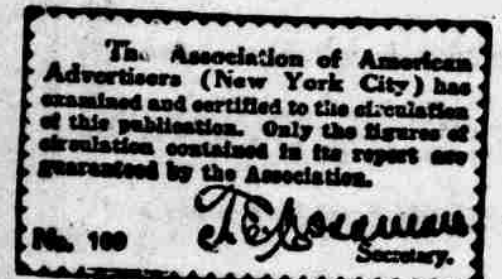 The Association of American
Advertisers (New York City) has
examined and certified to the circulation
of this publication. Only the figures of
circulation contained in its report are
guaranteed by the Association.
No. 169
Secretary.